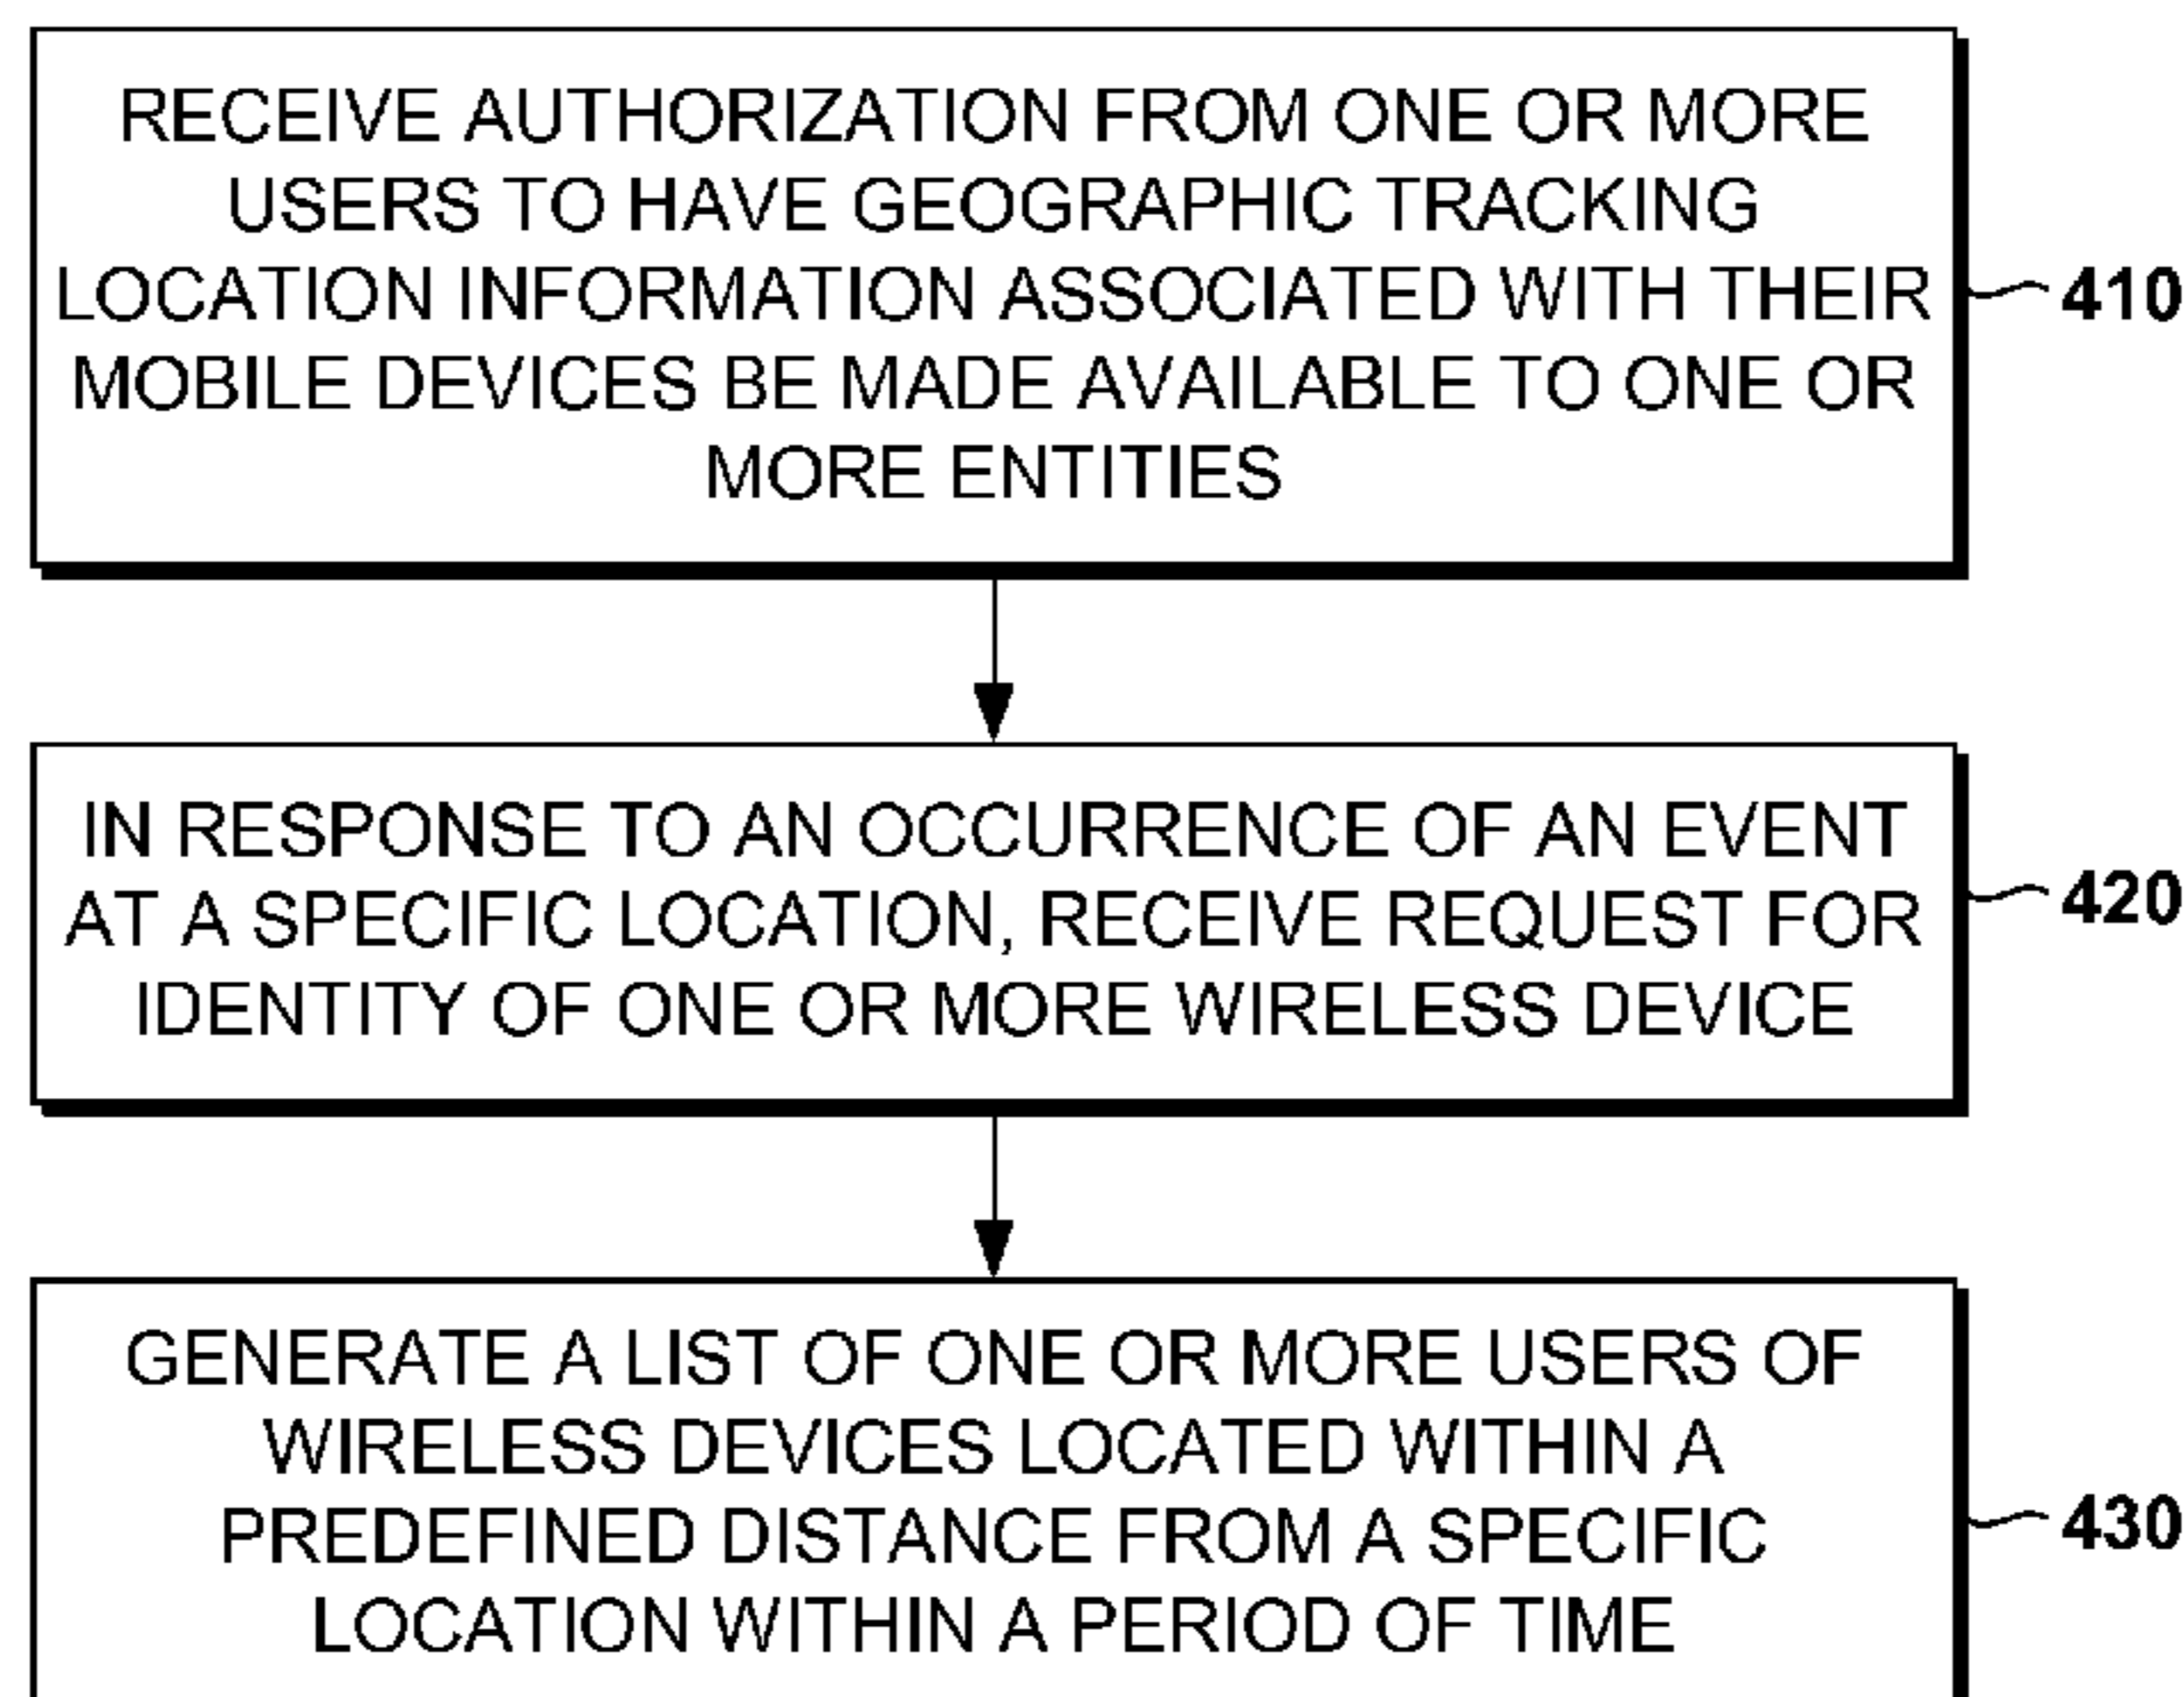 RECEIVE AUTHORIZATION FROM ONE OR MORE
USERS TO HAVE GEOGRAPHIC TRACKING
LOCATION INFORMATION ASSOCIATED WITH THEIR
MOBILE DEVICES BE MADE AVAILABLE TO ONE OR
MORE ENTITIES
410
IN RESPONSE TO AN OCCURRENCE OF AN EVENT
AT A SPECIFIC LOCATION, RECEIVE REQUEST FOR
IDENTITY OF ONE OR MORE WIRELESS DEVICE
420
GENERATE A LIST OF ONE OR MORE USERS OF
WIRELESS DEVICES LOCATED WITHIN A
PREDEFINED DISTANCE FROM A SPECIFIC
LOCATION WITHIN A PERIOD OF TIME
430